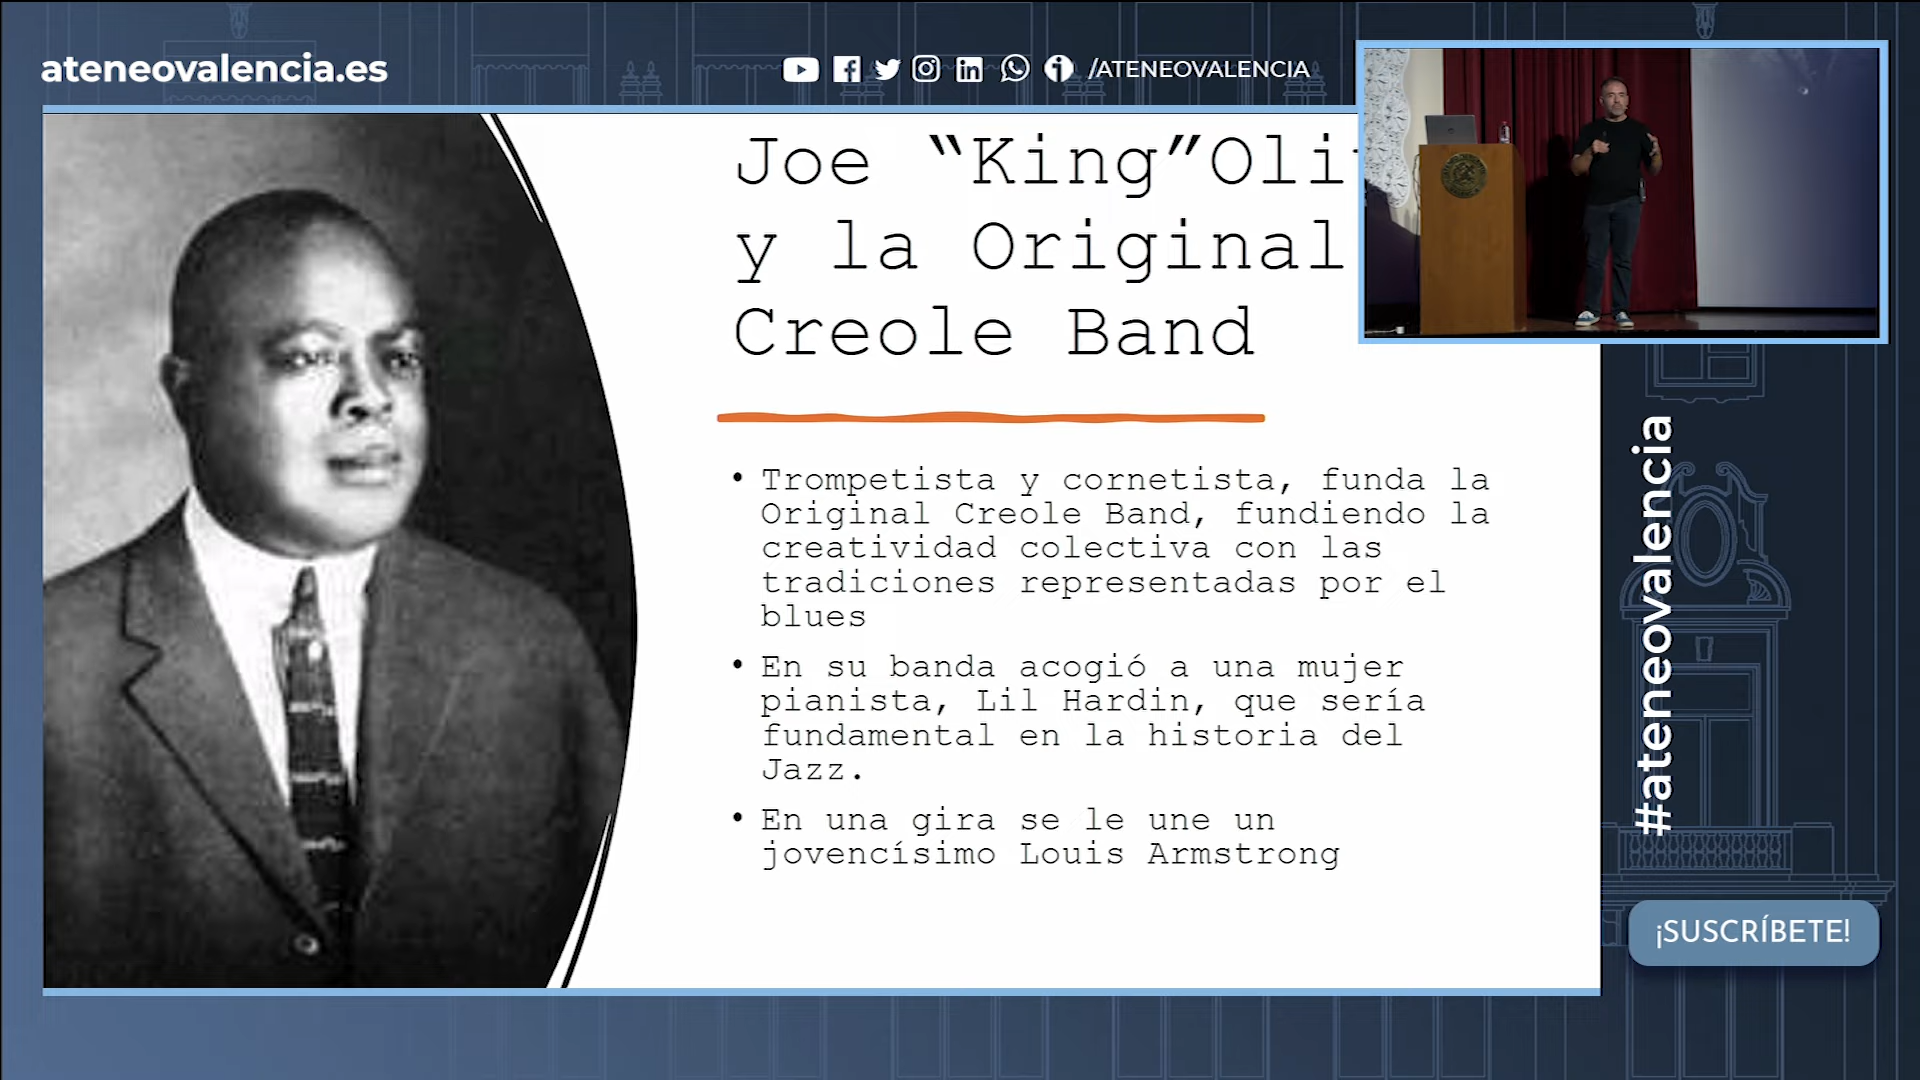 ateneovalencia.es
/ATENEOVALENCIA
Joe “King”Oli
y la Original
Creole Band
• Trompetista y cornetista, funda la
Original Creole Band, fundiendo la
creatividad colectiva con las
tradiciones representadas por el
blues
• En su banda acogió a una mujer
pianista, Lil Hardin, que sería
fundamental en la historia del
Jazz.
• En una gira se le une un
jovencísimo Louis Armstrong
#ateneovalencia
¡SUSCRÍBETE!